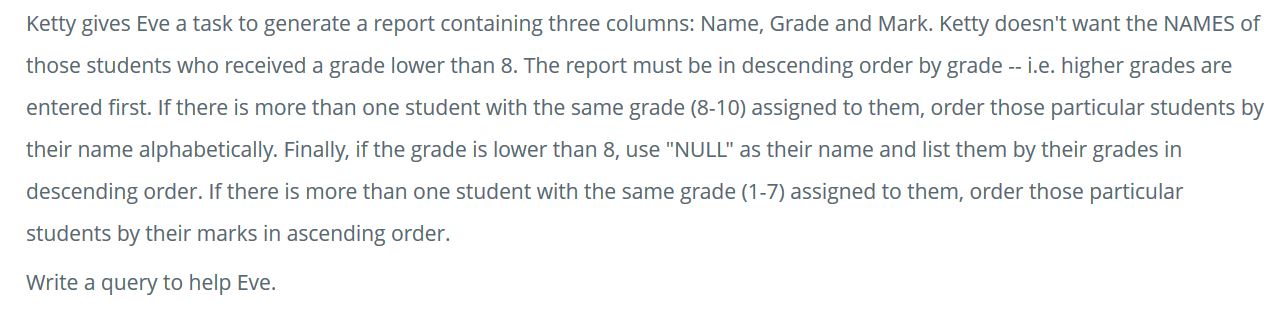 Ketty gives Eve a task to generate a report containing three columns: Name, Grade and Mark. Ketty doesn't want the NAMES of
those students who received a grade lower than 8. The report must be in descending order by grade -- i.e. higher grades are
entered first. If there is more than one student with the same grade (8-10) assigned to them, order those particular students by
their name alphabetically. Finally, if the grade is lower than 8, use "NULL" as their name and list them by their grades in
descending order. If there is more than one student with the same grade (1-7) assigned to them, order those particular
students by their marks in ascending order.
Write a query to help Eve.